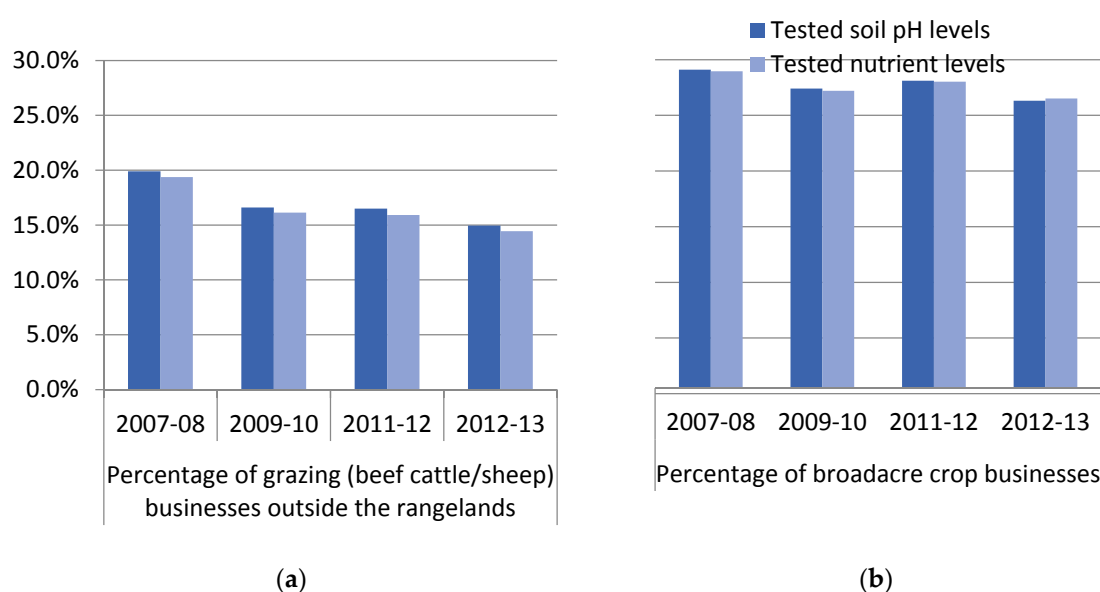 Tested soil pH levels
Tested nutrient levels
30.0%
25.0%
20.0%
15.0%
10.0%
5.0%
0.0%
2007-08 2009-10 2011-12 2012-13
Percentage of grazing (beef cattle/sheep)
businesses outside the rangelands
2007-08 2009-10 2011-12 2012-13
Percentage of broadacre crop businesses
(a)
(b)